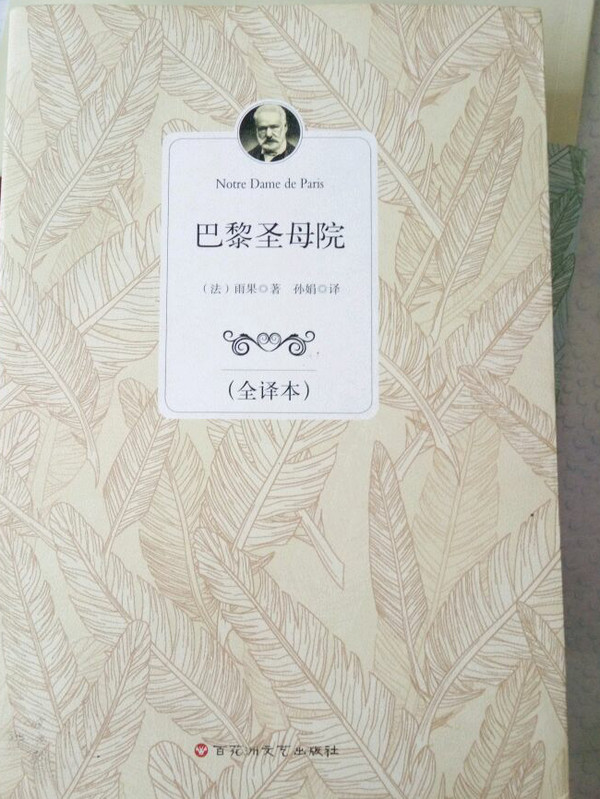 Notre Dame de Paris
巴黎圣母院
（法）雨果◎著 孙娟◎译
（全译本）
百花洲文艺出版社